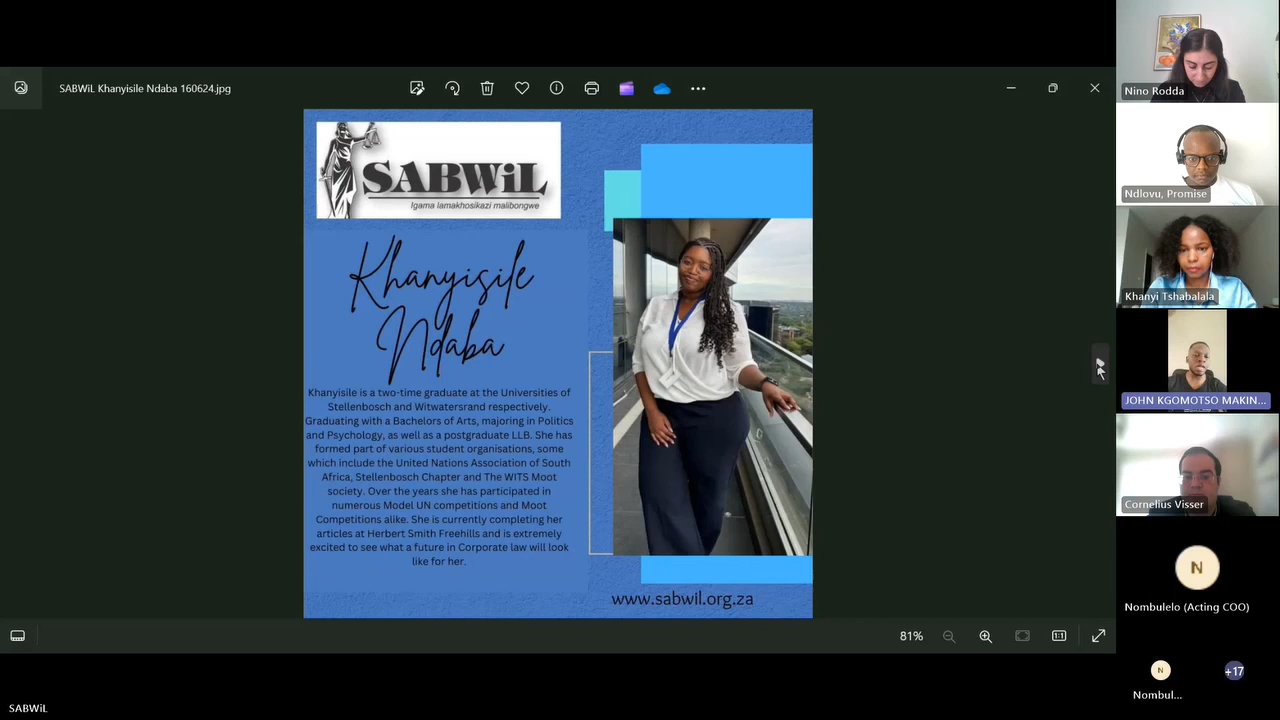 SABWiL Khanyisile Ndaba 160624.jpg
SABWiL
Igama lamakhosikazi malibongwe
Khanyisile
Ndaba
Khanyisile is a two-time graduate at the Universities of
Stellenbosch and Witwatersrand respectively.
Graduating with a Bachelors of Arts, majoring in Politics
and Psychology, as well as a postgraduate LLB. She has
formed part of various student organisations, some
which include the United Nations Association of South
Africa, Stellenbosch Chapter and The WITS Moot
society. Over the years she has participated in
numerous Model UN competitions and Moot
Competitions alike. She is currently completing her
articles at Herbert Smith Freehills and is extremely
excited to see what a future in Corporate law will look
like for her.
www.sabwil.org.za
81%
1:1
SABWiL
Nino Rodda
Ndlovu, Promise
Khanyi Tshabalala
JOHN KGOMOTSO MAKIN...
Cornelius Visser
N
Nombulelo (Acting COO)
N
Nombul...
+17